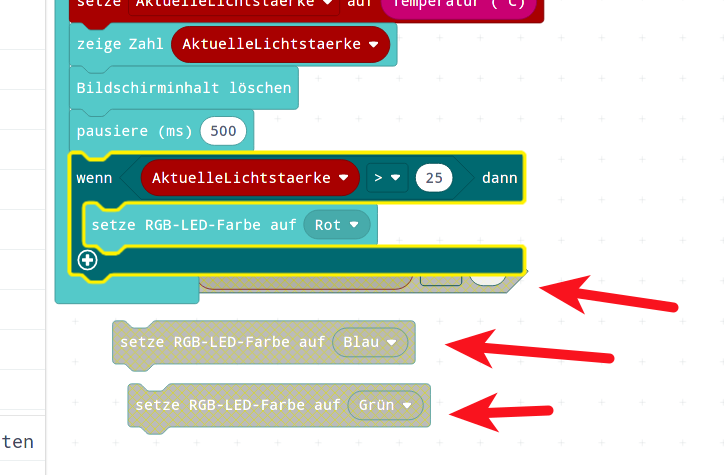 setze AktuelleLichtstaerke auf Temperatur (°C)
zeige Zahl AktuelleLichtstaerke
Bildschirminhalt löschen
pausiere (ms) 500
wenn AktuelleLichtstaerke > 25 dann
setze RGB-LED-Farbe auf Rot
setze RGB-LED-Farbe auf Blau
setze RGB-LED-Farbe auf Grün
ten